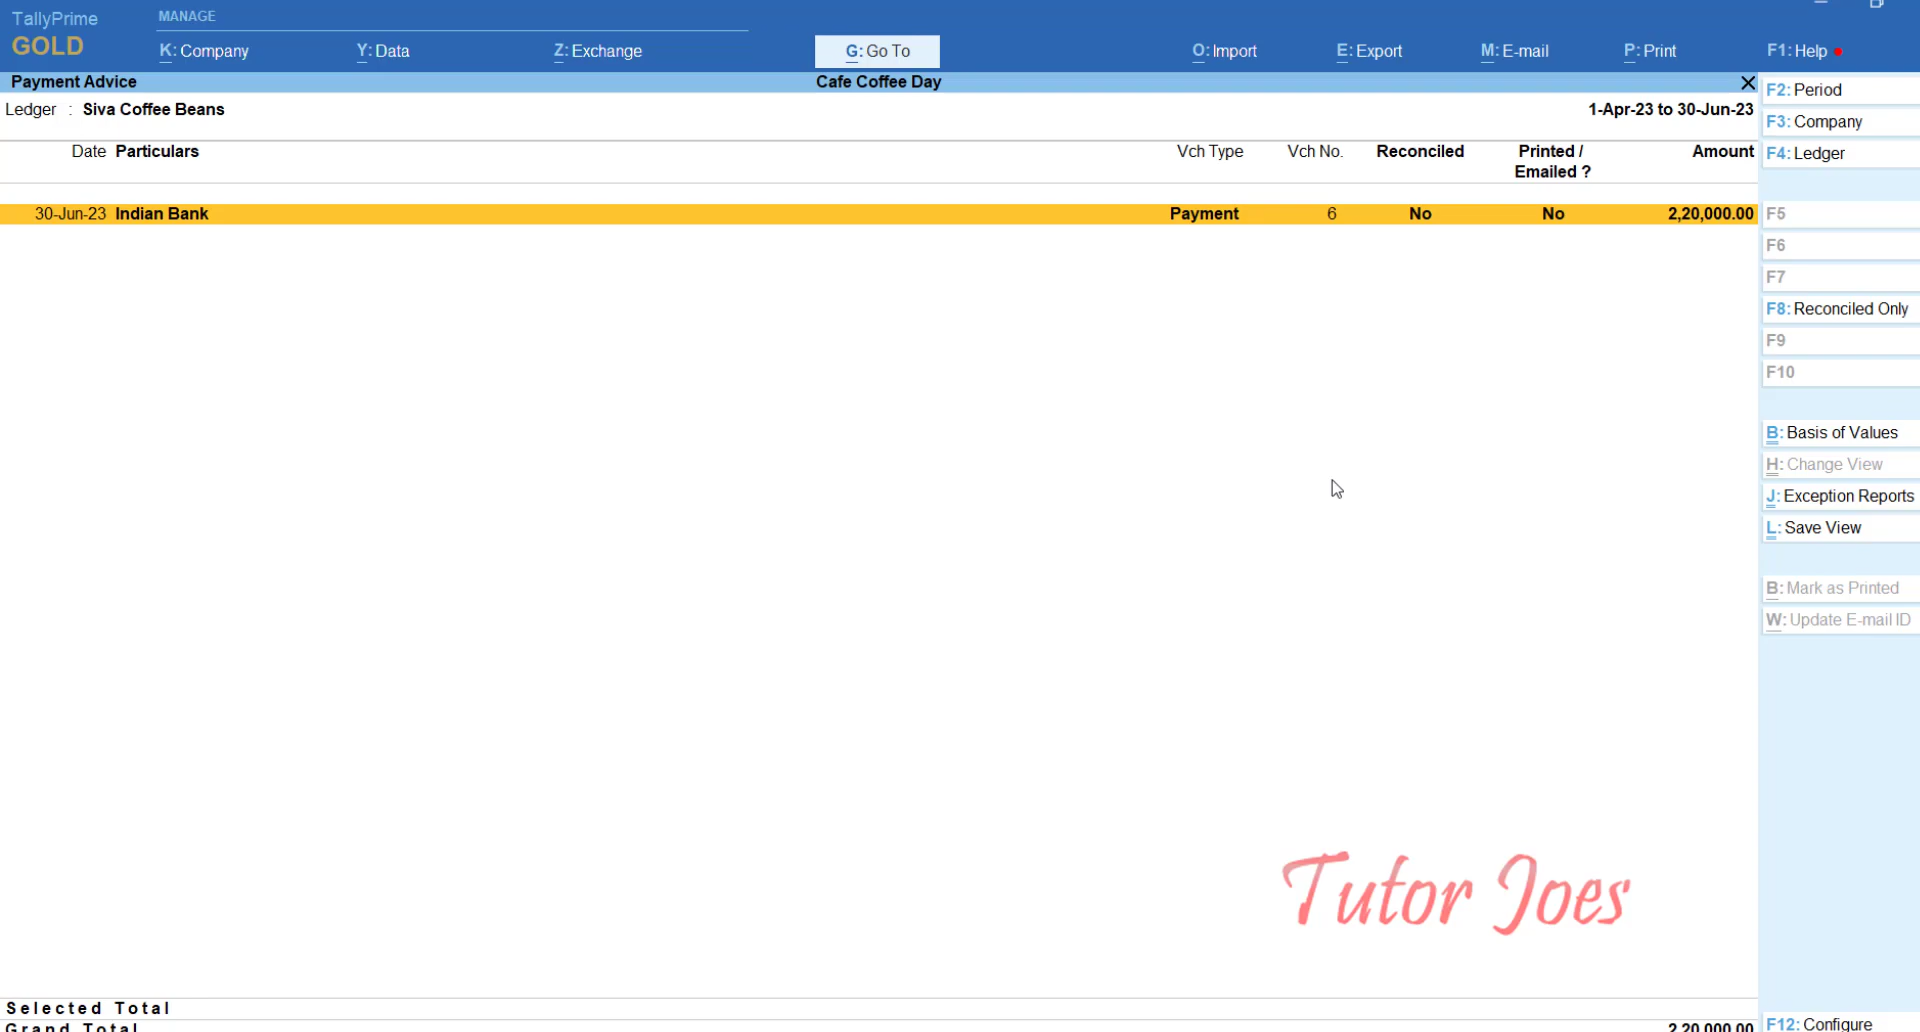 TallyPrime
GOLD
MANAGE
K: Company Y: Data Z: Exchange G: Go To O: Import E: Export M: E-mail P: Print F1: Help
Payment Advice Cafe Coffee Day
Ledger : Siva Coffee Beans 1-Apr-23 to 30-Jun-23
Date Particulars Vch Type Vch No. Reconciled Printed / Emailed ? Amount
30-Jun-23 Indian Bank Payment 6 No No 2,20,000.00
F2: Period
F3: Company
F4: Ledger
F5
F6
F7
F8: Reconciled Only
F9
F10
B: Basis of Values
H: Change View
J: Exception Reports
L: Save View
B: Mark as Printed
W: Update E-mail ID
Tutor Joes
Selected Total
Grand Total 2,20,000.00
F12: Configure